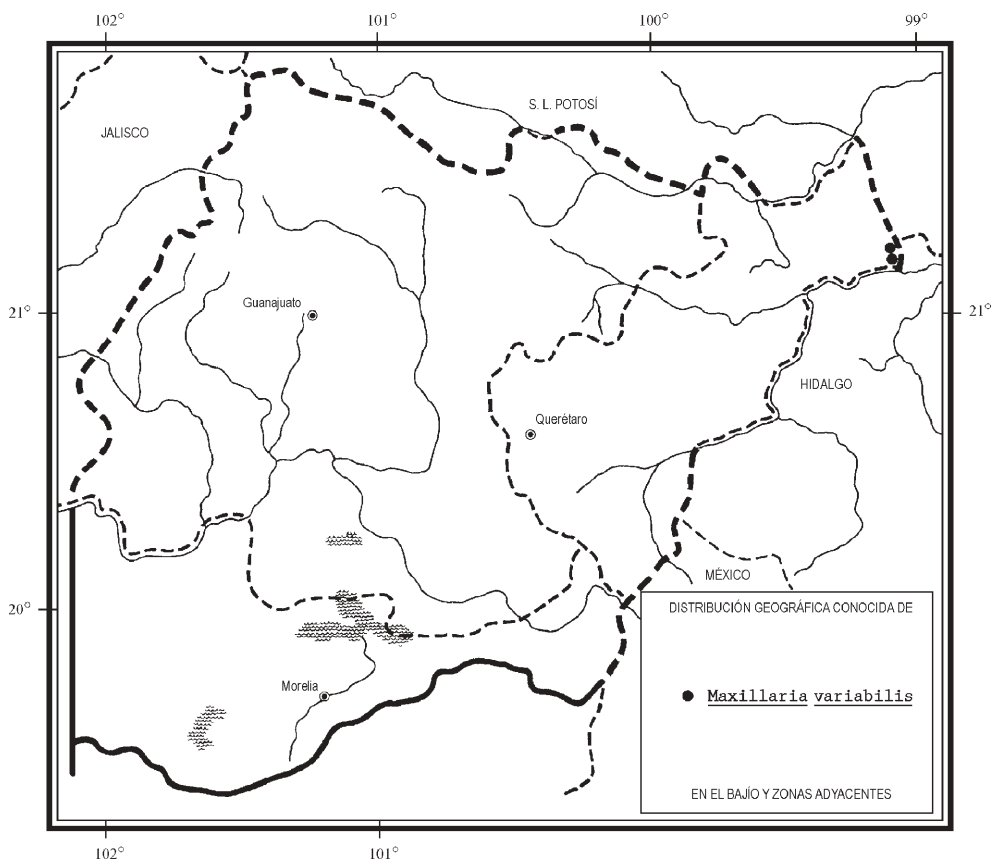 102° 101° 100° 99°
S. L. POTOSÍ
JALISCO
Guanajuato
21° 21°
HIDALGO
Querétaro
MÉXICO
20°
DISTRIBUCIÓN GEOGRÁFICA CONOCIDA DE
Morelia
Maxillaria variabilis
EN EL BAJÍO Y ZONAS ADYACENTES
102° 101°